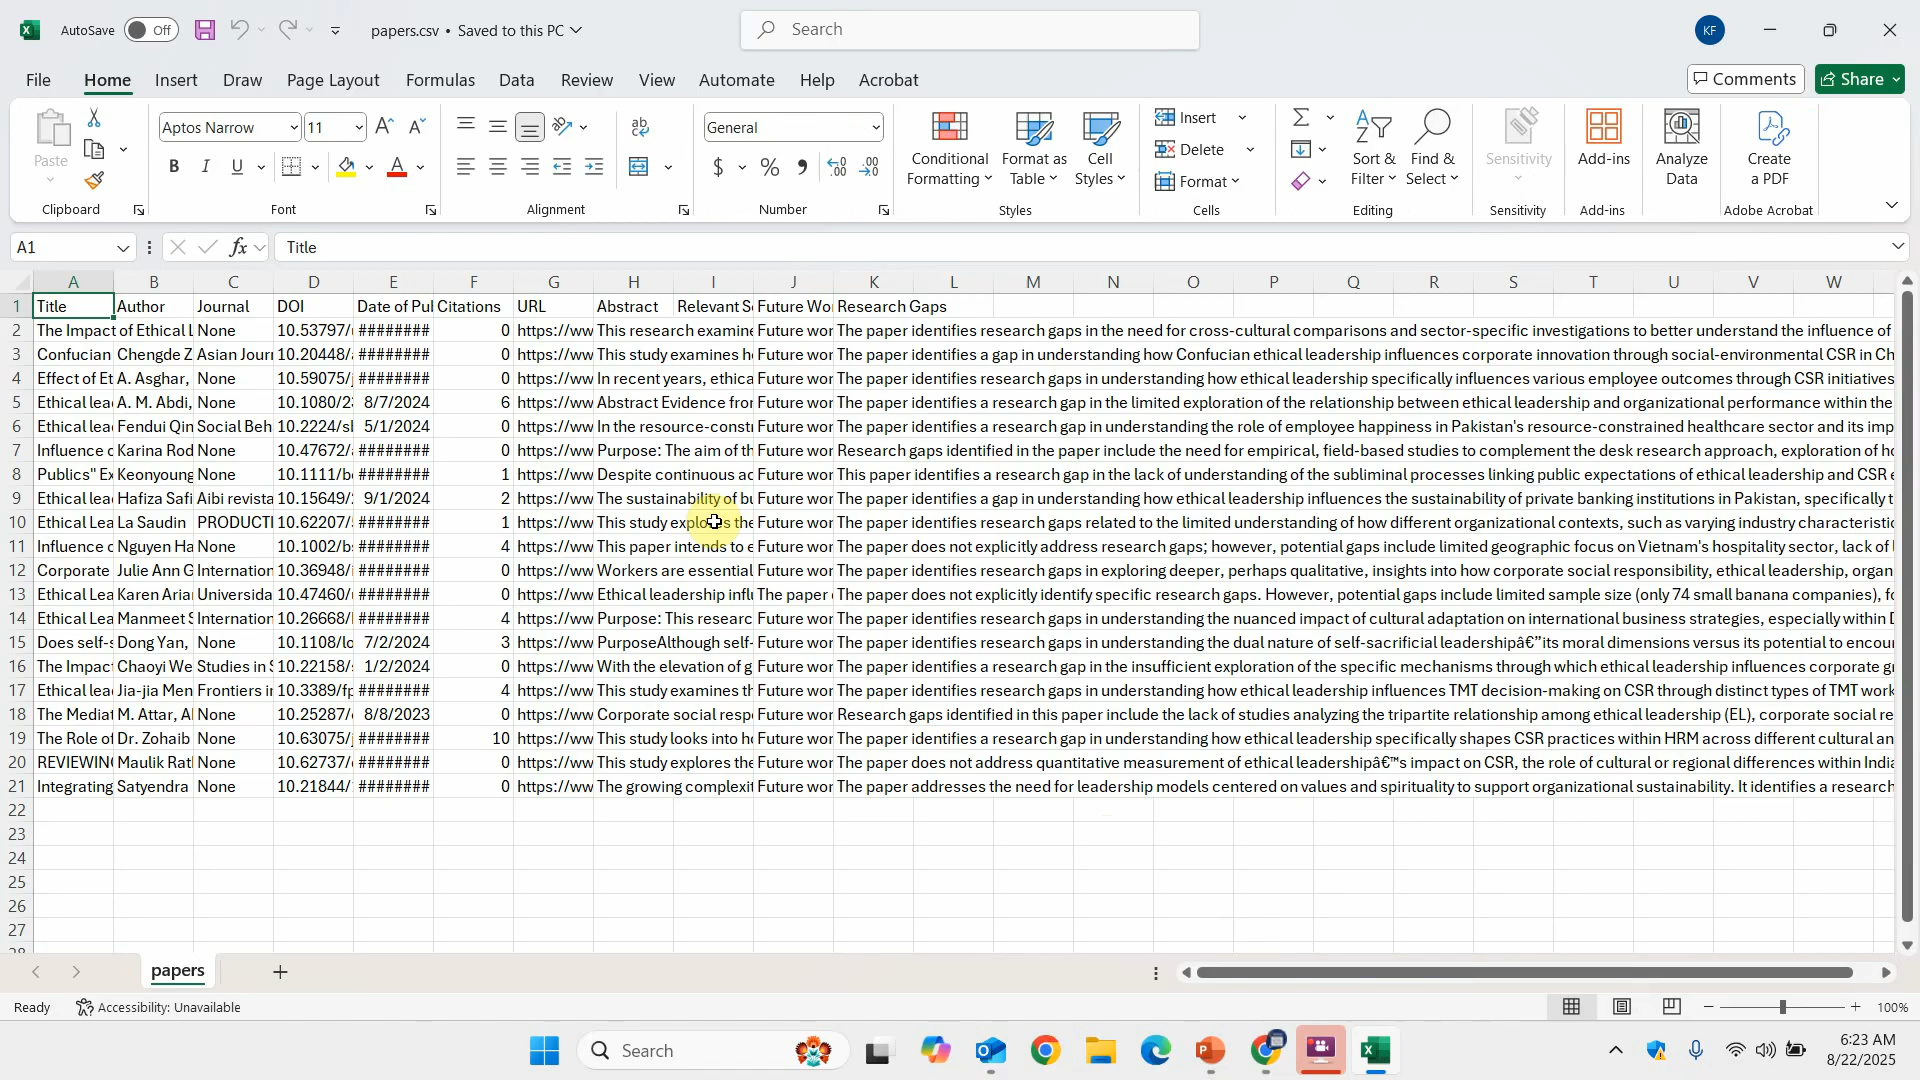 AutoSave Off papers.csv • Saved to this PC Search KF
File Home Insert Draw Page Layout Formulas Data Review View Automate Help Acrobat Comments Share
Paste Aptos Narrow 11 General Conditional Formatting Format as Table Cell Styles Insert Delete Format Sort & Filter Find & Select Sensitivity Add-ins Analyze Data Create a PDF
Clipboard Font Alignment Number Styles Cells Editing Sensitivity Add-ins Adobe Acrobat
A1 fx Title
A B C D E F G H I J K L M N O P Q R S T U V W
1 Title Author Journal DOI Date of Pul Citations URL Abstract Relevant S Future Wo Research Gaps
2 The Impact of Ethical L None 10.53797/ ######## 0 https://ww This research examine Future wor The paper identifies research gaps in the need for cross-cultural comparisons and sector-specific investigations to better understand the influence of
3 Confucian Chengde Z Asian Jour 10.20448/ ######## 0 https://ww This study examines h Future wor The paper identifies a gap in understanding how Confucian ethical leadership influences corporate innovation through social-environmental CSR in Ch
4 Effect of Et A. Asghar, None 10.59075/j ######## 0 https://ww In recent years, ethica Future wor The paper identifies research gaps in understanding how ethical leadership specifically influences various employee outcomes through CSR initiatives
5 Ethical lea A. M. Abdi, None 10.1080/2 8/7/2024 6 https://ww Abstract Evidence fro Future wor The paper identifies a research gap in the limited exploration of the relationship between ethical leadership and organizational performance within the
6 Ethical lea Fendui Qin Social Beh 10.2224/s 5/1/2024 0 https://ww In the resource-const Future wor The paper identifies a research gap in understanding the role of employee happiness in Pakistan's resource-constrained healthcare sector and its imp
7 Influence c Karina Rod None 10.47672/ ######## 0 https://ww Purpose: The aim of th Future wor Research gaps identified in the paper include the need for empirical, field-based studies to complement the desk research approach, exploration of ho
8 Publics" Ex Keonyoung None 10.1111/b ######## 1 https://ww Despite continuous ac Future wor This paper identifies a research gap in the lack of understanding of the subliminal processes linking public expectations of ethical leadership and CSR e
9 Ethical lea Hafiza Safi Aibi revista 10.15649/ 9/1/2024 2 https://ww The sustainability of bu Future wor The paper identifies a gap in understanding how ethical leadership influences the sustainability of private banking institutions in Pakistan, specifically t
10 Ethical Lea La Saudin PRODUCTI 10.62207/ ######## 1 https://ww This study explores the Future wor The paper identifies research gaps related to the limited understanding of how different organizational contexts, such as varying industry characteristic
11 Influence c Nguyen Ha None 10.1002/b ######## 4 https://ww This paper intends to e Future wor The paper does not explicitly address research gaps; however, potential gaps include limited geographic focus on Vietnam's hospitality sector, lack of
12 Corporate Julie Ann G Internation 10.36948/i ######## 0 https://ww Workers are essential Future wor The paper identifies research gaps in exploring deeper, perhaps qualitative, insights into how corporate social responsibility, ethical leadership, organ
13 Ethical Lea Karen Aria Universida 10.47460/ ######## 0 https://ww Ethical leadership infl The paper The paper does not explicitly identify specific research gaps. However, potential gaps include limited sample size (only 74 small banana companies), fo
14 Ethical Lea Manmeet S Internation 10.26668/ ######## 4 https://ww Purpose: This researc Future wor The paper identifies research gaps in understanding the nuanced impact of cultural adaptation on international business strategies, especially within
15 Does self-s Dong Yan, None 10.1108/lo 7/2/2024 3 https://ww PurposeAlthough self- Future wor The paper identifies research gaps in understanding the dual nature of self-sacrificial leadershipâ€”its moral dimensions versus its potential to encou
16 The Impac Chaoyi We Studies in S 10.22158/ 1/2/2024 0 https://ww With the elevation of g Future wor The paper identifies a research gap in the insufficient exploration of the specific mechanisms through which ethical leadership influences corporate g
17 Ethical lea Jia-jia Men Frontiers i 10.3389/fp ######## 4 https://ww This study examines th Future wor The paper identifies research gaps in understanding how ethical leadership influences TMT decision-making on CSR through distinct types of TMT work
18 The Mediat M. Attar, A None 10.25287/ 8/8/2023 0 https://ww Corporate social resp Future wor Research gaps identified in this paper include the lack of studies analyzing the tripartite relationship among ethical leadership (EL), corporate social re
19 The Role of Dr. Zohaib None 10.63075/j ######## 10 https://ww This study looks into h Future wor The paper identifies a research gap in understanding how ethical leadership specifically shapes CSR practices within HRM across different cultural an
20 REVIEWIN Maulik Rat None 10.62737/ ######## 0 https://ww This study explores the Future wor The paper does not address quantitative measurement of ethical leadershipâ€™s impact on CSR, the role of cultural or regional differences within India
21 Integrating Satyendra None 10.21844/ ######## 0 https://ww The growing complexit Future wor The paper addresses the need for leadership models centered on values and spirituality to support organizational sustainability. It identifies a research
22
23
24
25
26
27
28
papers
Ready Accessibility: Unavailable 100%
Search 6:23 AM
8/22/2025